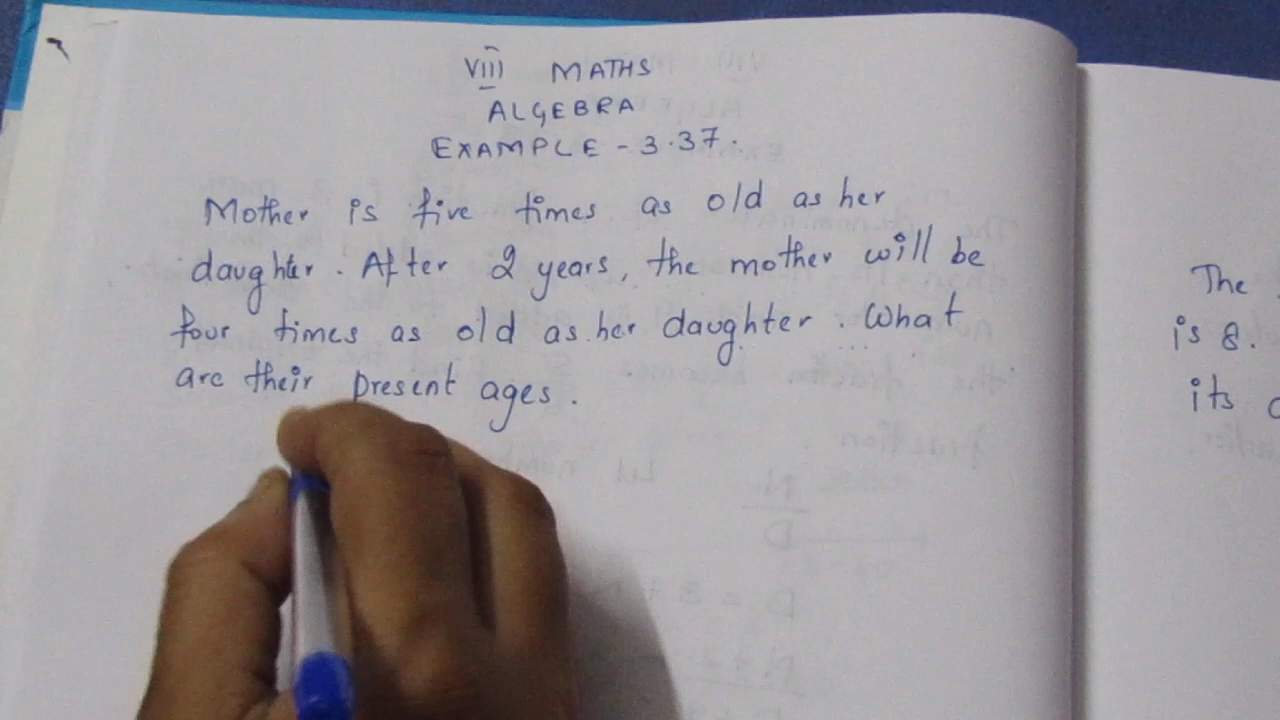 VIII MATHS
ALGEBRA
EXAMPLE - 3.37.
Mother is five times as old as her
daughter. After 2 years, the mother will be
four times as old as her daughter. What
are their present ages.
The
is 8.
its